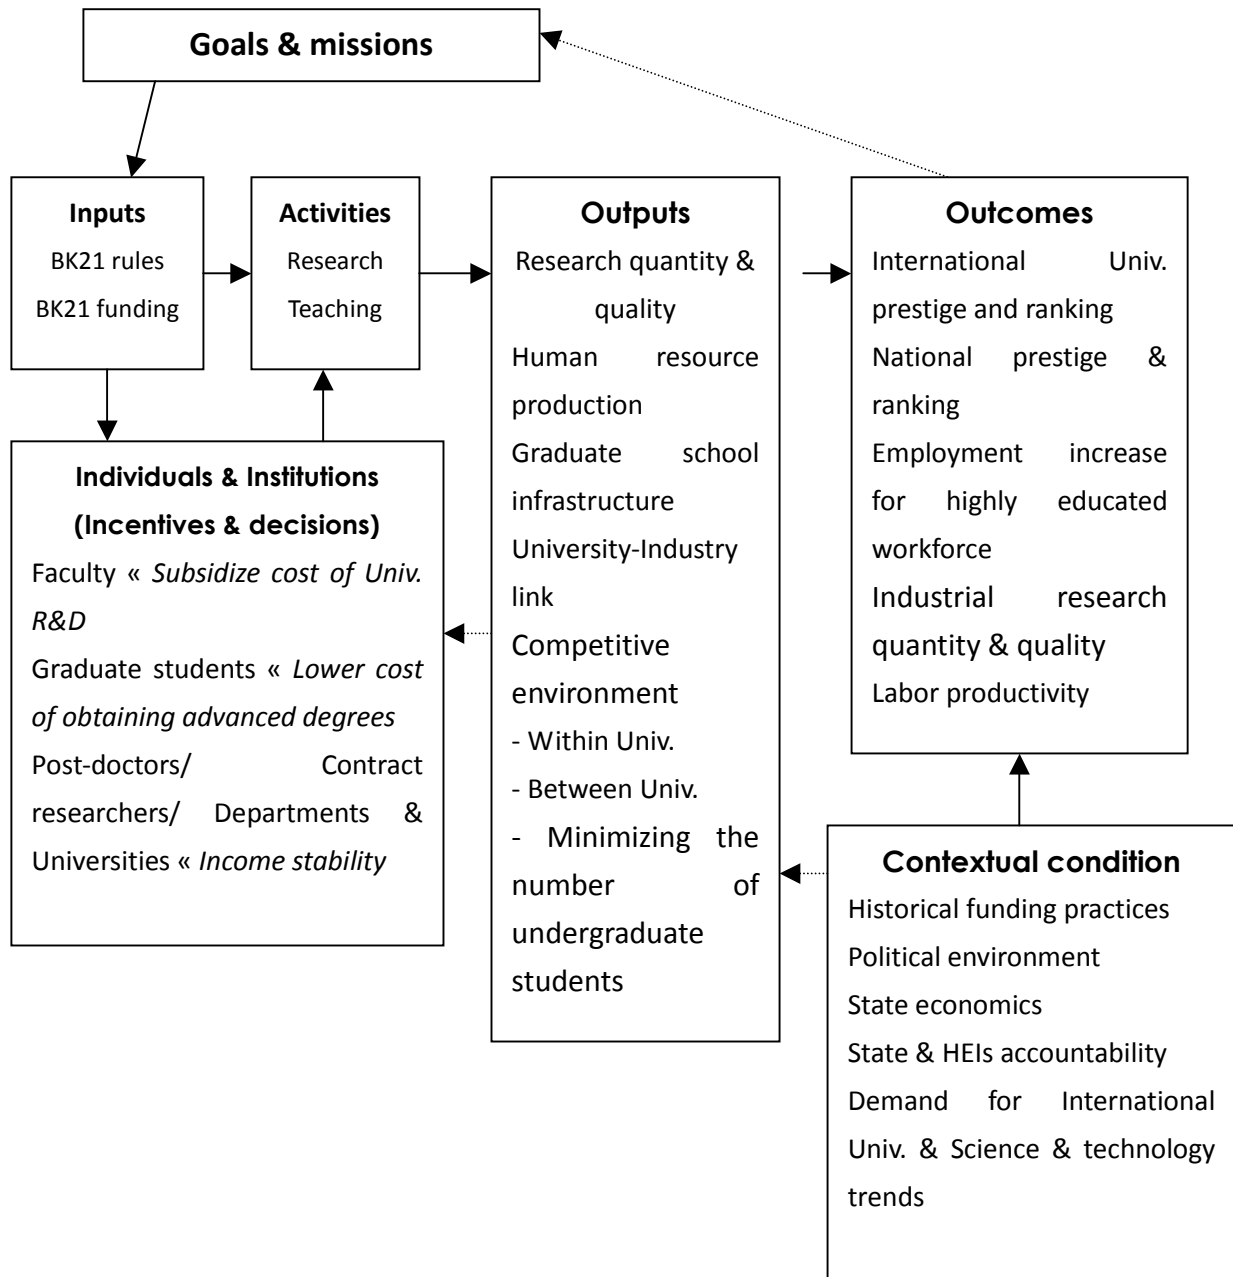 Goals & missions
Inputs
BK21 rules
BK21 funding
Activities
Research
Teaching
Outputs
Research quantity &
quality
Human resource
production
Graduate school
infrastructure
University-Industry
link
Competitive
environment
- Within Univ.
- Between Univ.
- Minimizing the
number of
undergraduate
students
Outcomes
International Univ.
prestige and ranking
National prestige &
ranking
Employment increase
for highly educated
workforce
Industrial research
quantity & quality
Labor productivity
Individuals & Institutions
(Incentives & decisions)
Faculty « Subsidize cost of Univ.
R&D
Graduate students « Lower cost
of obtaining advanced degrees
Post-doctors/ Contract
researchers/ Departments &
Universities « Income stability
Contextual condition
Historical funding practices
Political environment
State economics
State & HEIs accountability
Demand for International
Univ. & Science & technology
trends